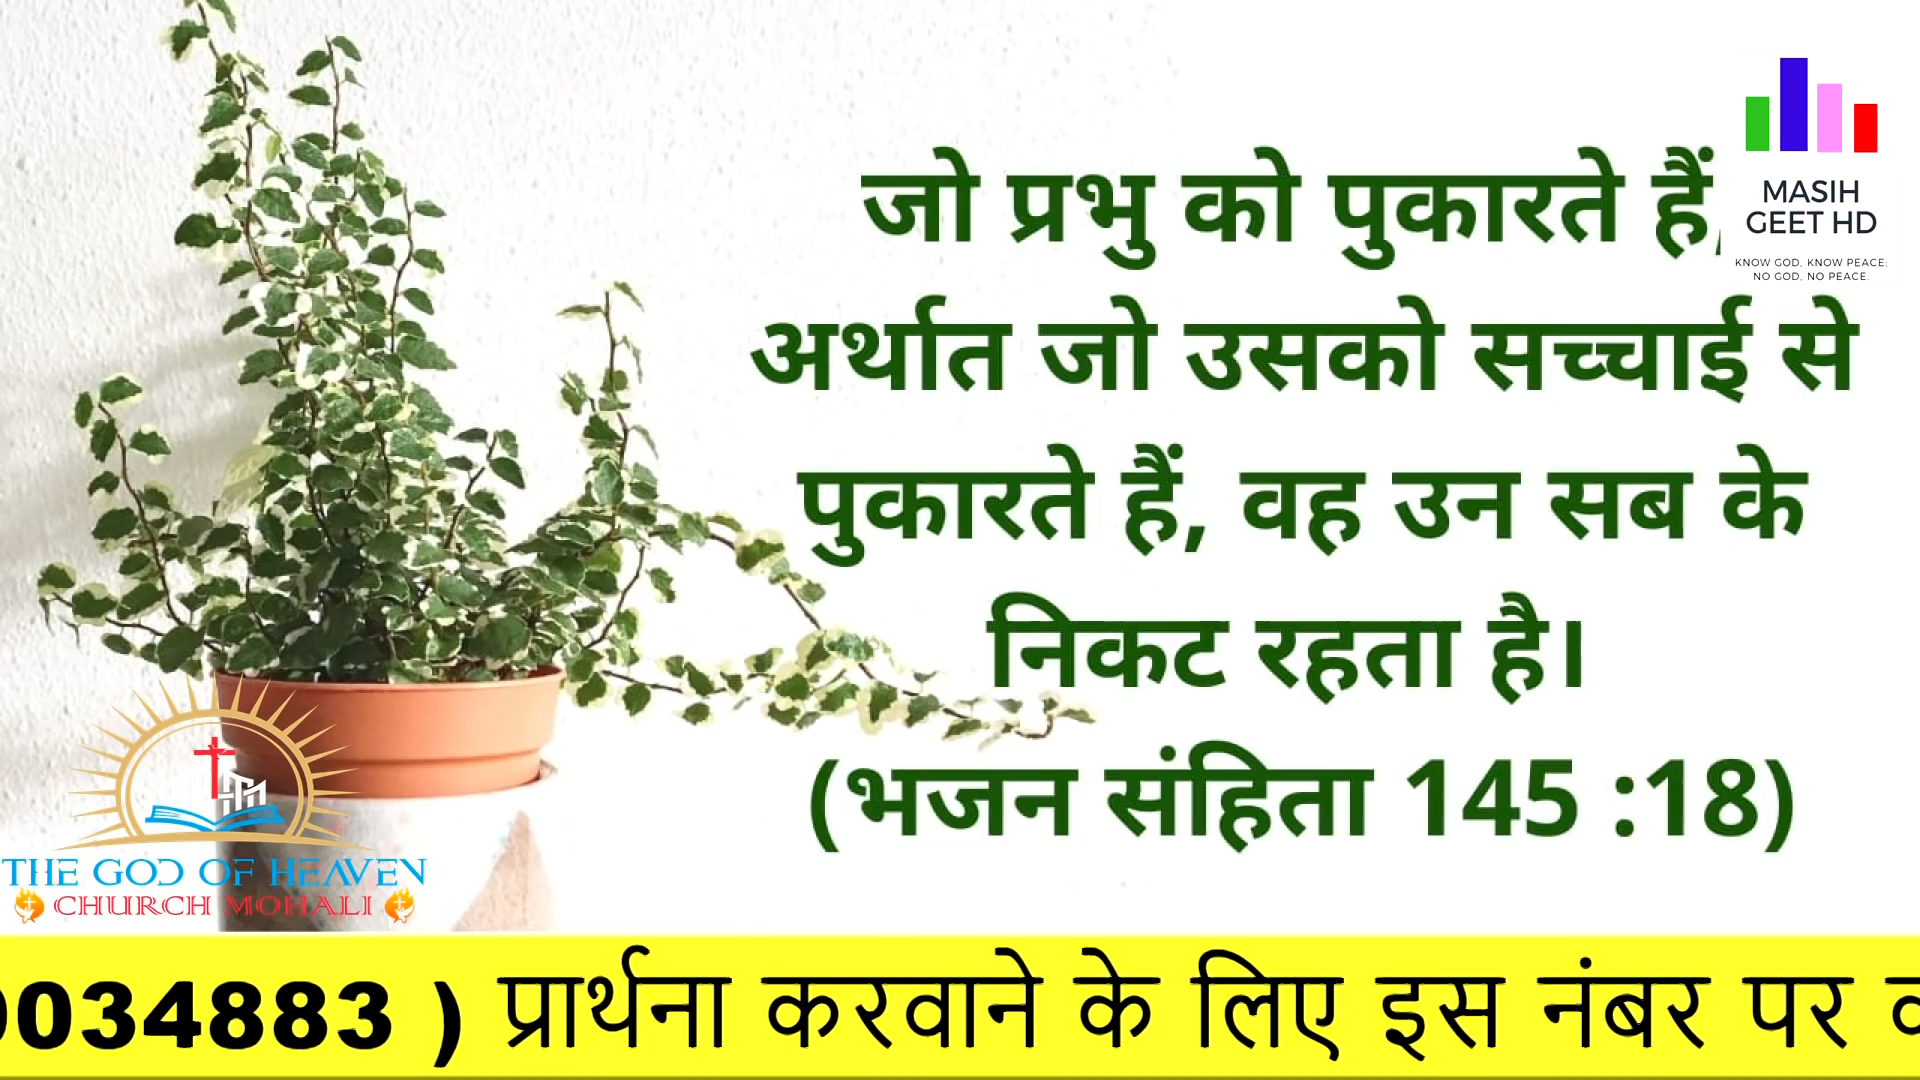 जो प्रभु को पुकारते हैं,
अर्थात जो उसको सच्चाई से
पुकारते हैं, वह उन सब के
निकट रहता है।
(भजन संहिता 145 :18)
MASIH
GEET HD
KNOW GOD, KNOW PEACE;
NO GOD, NO PEACE.
THE GOD OF HEAVEN
CHURCH MOHALI
034883 ) प्रार्थना करवाने के लिए इस नंबर पर